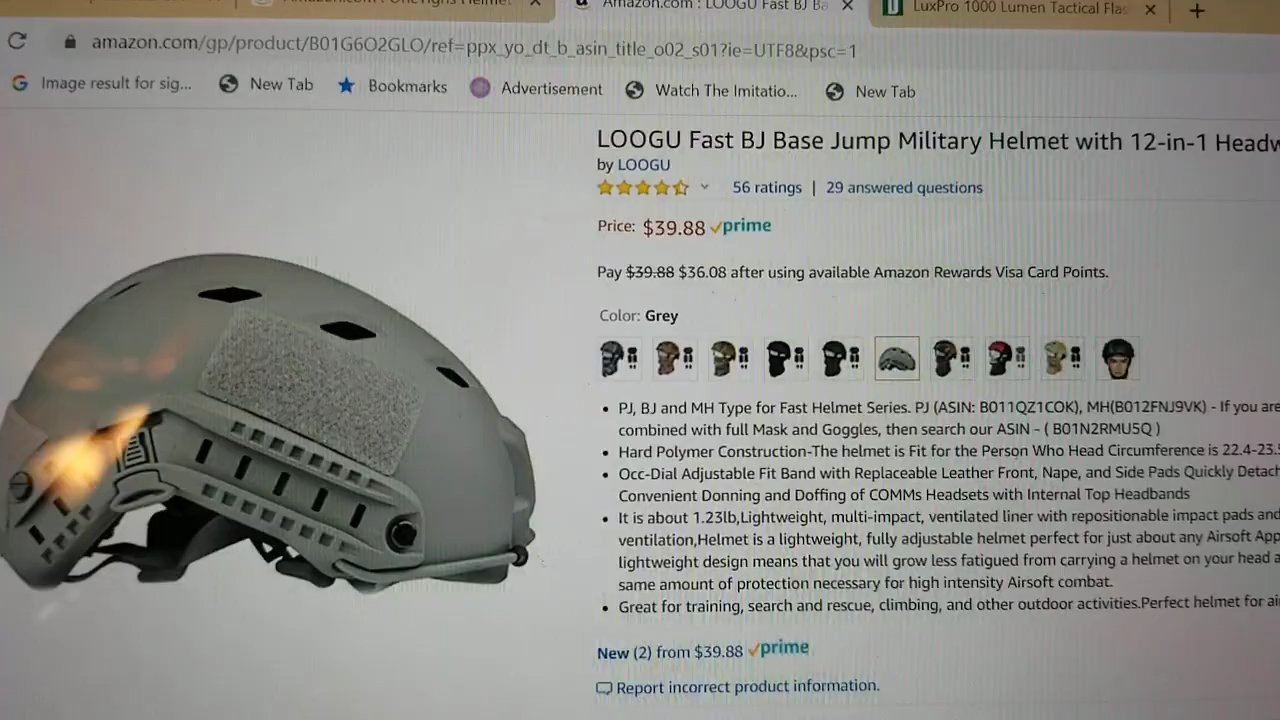 Amazon.com : LOOGU Fast BJ Ba
LuxPro 1000 Lumen Tactical Flas
amazon.com/gp/product/B01G6O2GLO/ref=ppx_yo_dt_b_asin_title_o02_s01?ie=UTF8&psc=1
Image result for sig... New Tab Bookmarks Advertisement Watch The Imitatio... New Tab
LOOGU Fast BJ Base Jump Military Helmet with 12-in-1
by LOOGU
56 ratings | 29 answered questions
Price: $39.88 prime
Pay $39.88 $36.08 after using available Amazon Rewards Visa Card Points.
Color: Grey
• PJ, BJ and MH Type for Fast Helmet Series. PJ (ASIN: B011QZ1COK), MH(B012FNJ9VK) - If you are
combined with full Mask and Goggles, then search our ASIN - ( B01N2RMU5Q )
• Hard Polymer Construction-The helmet is Fit for the Person Who Head Circumference is 22.4-23.5
• Occ-Dial Adjustable Fit Band with Replaceable Leather Front, Nape, and Side Pads Quickly Detach
Convenient Donning and Doffing of COMMs Headsets with Internal Top Headbands
• It is about 1.23lb,Lightweight, multi-impact, ventilated liner with repositionable impact pads and
ventilation,Helmet is a lightweight, fully adjustable helmet perfect for just about any Airsoft App
lightweight design means that you will grow less fatigued from carrying a helmet on your head a
same amount of protection necessary for high intensity Airsoft combat.
• Great for training, search and rescue, climbing, and other outdoor activities.Perfect helmet for ai
New (2) from $39.88 prime
Report incorrect product information.